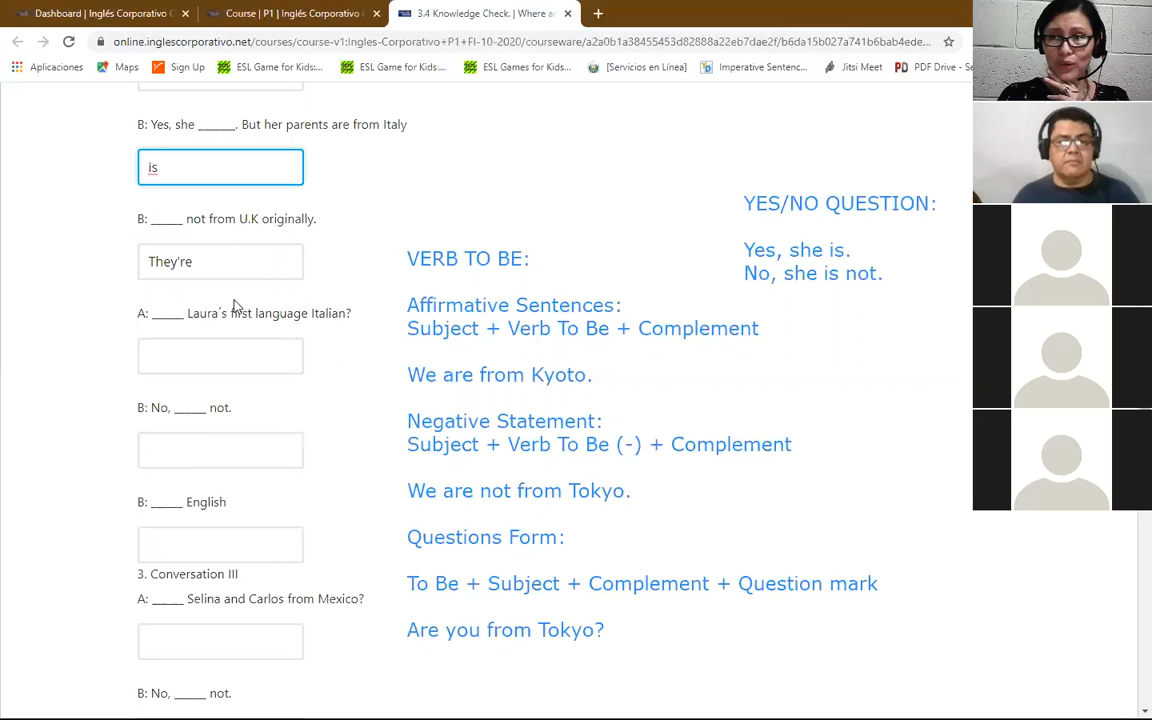 Dashboard | Inglés Corporativo
Course | P1 | Inglés Corporativo
3.4 Knowledge Check. | Where a
online.inglescorporativo.net/courses/course-v1:Ingles-Corporativo+P1+FI-10-2020/courseware/a2a0b1a38455453d82888a22eb7dae2f/b6da15b027a741b6bab4ede...
Aplicaciones
Maps
Sign Up
ESL Game for Kids:...
ESL Game for Kids:...
ESL Games for Kids:...
[Servicios en Línea]
Imperative Sentenc...
Jitsi Meet
PDF Drive - Se
B: Yes, she _______. But her parents are from Italy
is
B: ______ not from U.K originally.
They're
A: ______ Laura´s first language Italian?
B: No, ______ not.
B: ______ English
3. Conversation III
A: ______ Selina and Carlos from Mexico?
B: No, ______ not.
VERB TO BE:
Affirmative Sentences:
Subject + Verb To Be + Complement
We are from Kyoto.
Negative Statement:
Subject + Verb To Be (-) + Complement
We are not from Tokyo.
Questions Form:
To Be + Subject + Complement + Question mark
Are you from Tokyo?
YES/NO QUESTION:
Yes, she is.
No, she is not.